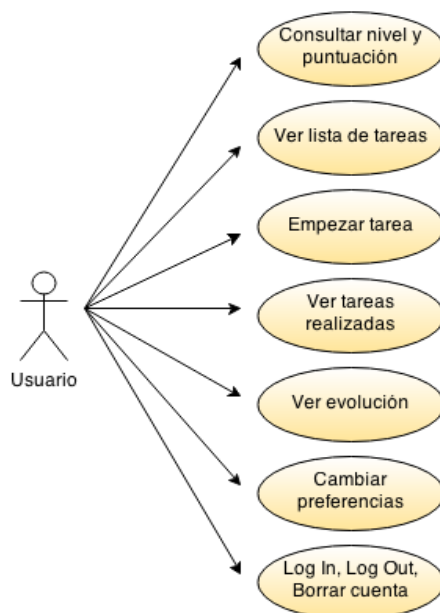 Consultar nivel y
puntuación
Ver lista de tareas
Empezar tarea
Ver tareas
realizadas
Usuario
Ver evolución
Cambiar
preferencias
Log In, Log Out,
Borrar cuenta